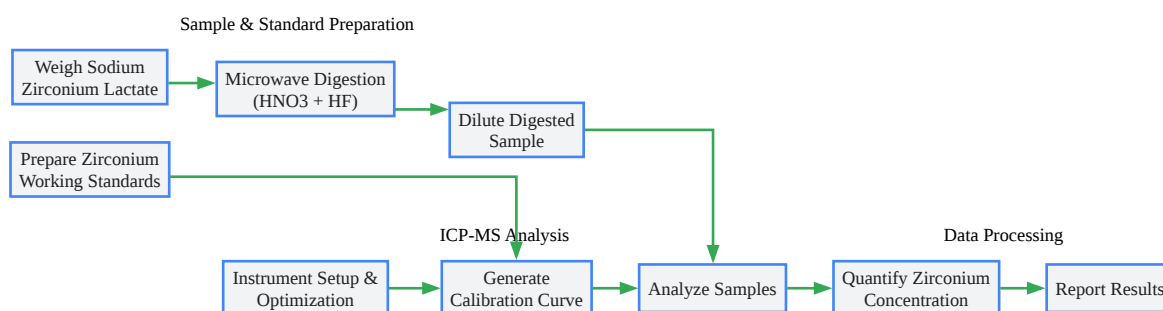 Sample & Standard Preparation
Weigh Sodium
Zirconium Lactate
Microwave Digestion
(HNO3 + HF)
Dilute Digested
Sample
Prepare Zirconium
Working Standards
ICP-MS Analysis
Data Processing
Instrument Setup &
Optimization
Generate
Calibration Curve
Analyze Samples
Quantify Zirconium
Concentration
Report Results